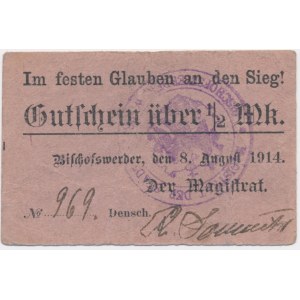 Im festen Glauben an den Sieg!
Gutschein über ½ Mk.
Bischofswerder, den 8. August 1914.
Der Magistrat.
№ 969. Densch.